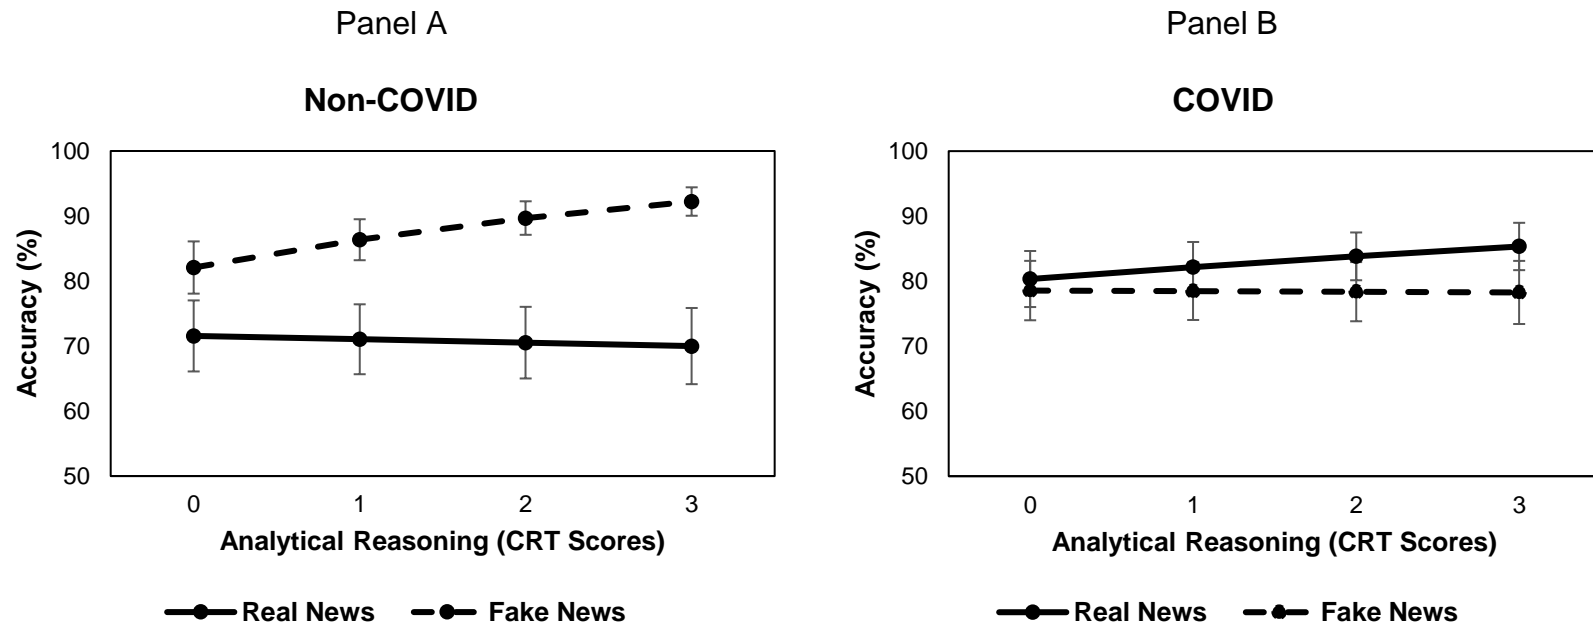 Panel A
Non-COVID
Accuracy (%)
100
90
80
70
60
50
0 1 2 3
Analytical Reasoning (CRT Scores)
Real News Fake News
Panel B
COVID
Accuracy (%)
100
90
80
70
60
50
0 1 2 3
Analytical Reasoning (CRT Scores)
Real News Fake News